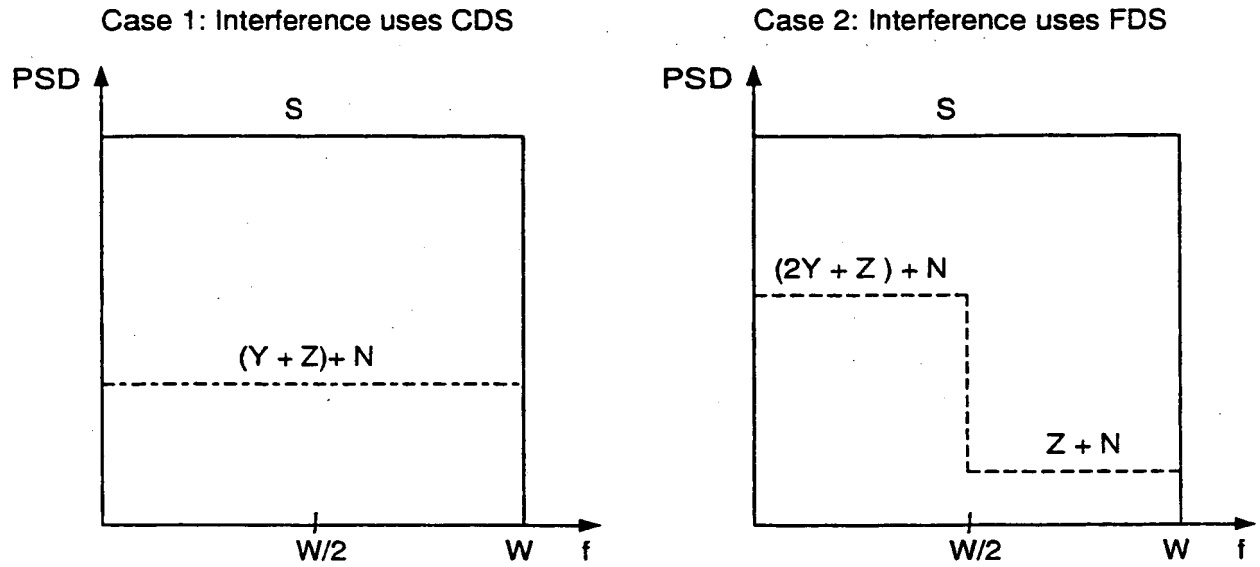 Case 1: Interference uses CDS
PSD
S
(Y + Z)+ N
W/2
W
f
Case 2: Interference uses FDS
PSD
S
(2Y + Z ) + N
Z + N
W/2
W
f